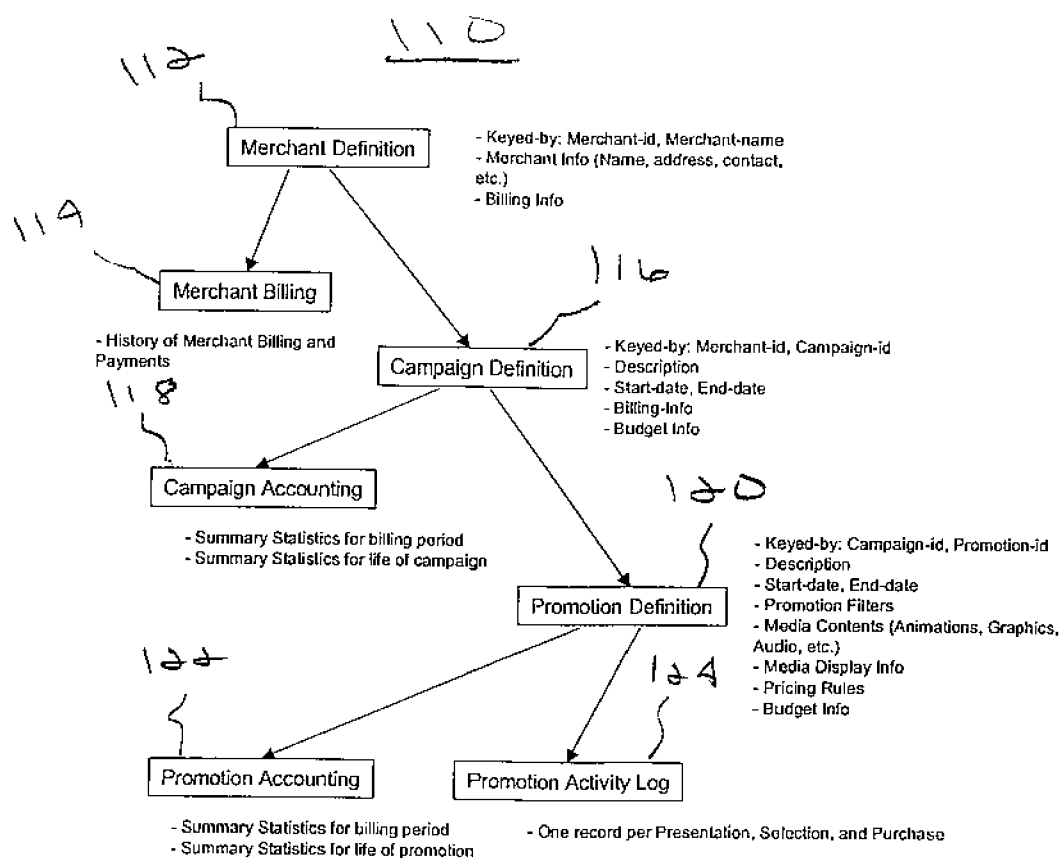 110
112
Merchant Definition
- Keyed-by: Merchant-id, Merchant-name
- Merchant Info (Name, address, contact,
etc.)
- Billing Info
114
Merchant Billing
- History of Merchant Billing and
Payments
116
Campaign Definition
- Keyed-by: Merchant-id, Campaign-id
- Description
- Start-date, End-date
- Billing-Info
- Budget Info
118
Campaign Accounting
- Summary Statistics for billing period
- Summary Statistics for life of campaign
120
Promotion Definition
- Keyed-by: Campaign-id, Promotion-id
- Description
- Start-date, End-date
- Promotion Filters
- Media Contents (Animations, Graphics,
Audio, etc.)
- Media Display Info
- Pricing Rules
- Budget Info
122
Promotion Accounting
- Summary Statistics for billing period
- Summary Statistics for life of promotion
124
Promotion Activity Log
- One record per Presentation, Selection, and Purchase